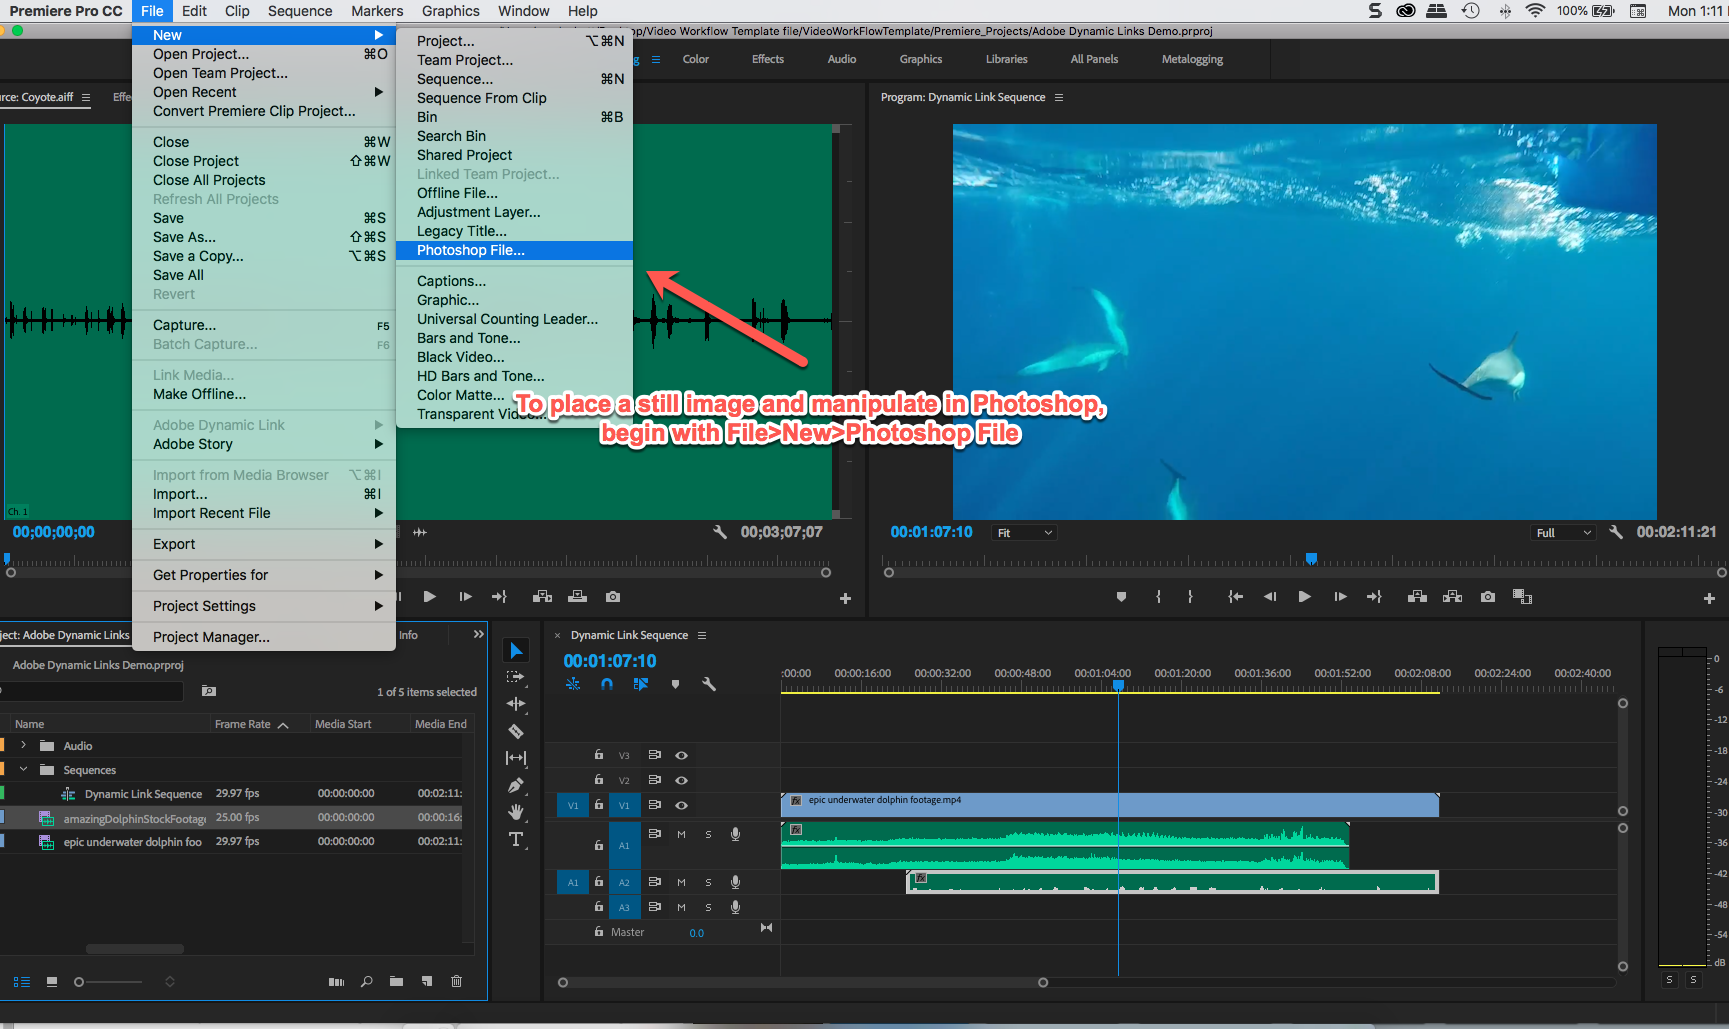 Premiere Pro CC File Edit Clip Sequence Markers Graphics Window Help 100% Mon 1:11
op/Video Workflow Template file/VideoWorkFlowTemplate/Premiere_Projects/Adobe Dynamic Links Demo.prproj
Color Effects Audio Graphics Libraries All Panels Metalogging
rce: Coyote.aiff Effe
Program: Dynamic Link Sequence
New
Open Project... ⌘O
Open Team Project...
Open Recent
Convert Premiere Clip Project...
Close ⌘W
Close Project ⇧⌘W
Close All Projects
Refresh All Projects
Save ⌘S
Save As... ⇧⌘S
Save a Copy... ⌥⌘S
Save All
Revert
Capture... F5
Batch Capture... F6
Link Media...
Make Offline...
Adobe Dynamic Link
Adobe Story
Import from Media Browser ⌥⌘I
Import... ⌘I
Import Recent File
Export
Get Properties for
Project Settings
Project Manager...
Project... ⌥⌘N
Team Project...
Sequence... ⌘N
Sequence From Clip
Bin ⌘B
Search Bin
Shared Project
Linked Team Project...
Offline File...
Adjustment Layer...
Legacy Title...
Photoshop File...
Captions...
Graphic...
Universal Counting Leader...
Bars and Tone...
Black Video...
HD Bars and Tone...
Color Matte...
Transparent Video...
To place a still image and manipulate in Photoshop,
begin with File>New>Photoshop File
Ch. 1
00;00;00;00 00;03;07;07
00:01:07:10 Fit Full 00:02:11:21
ject: Adobe Dynamic Links Info
Adobe Dynamic Links Demo.prproj
1 of 5 items selected
Name Frame Rate Media Start Media End
Audio
Sequences
Dynamic Link Sequence 29.97 fps 00:00:00:00 00:02:11:
amazingDolphinStockFootage 25.00 fps 00:00:00:00 00:00:16:
epic underwater dolphin foo 29.97 fps 00:00:00:00 00:02:11:
× Dynamic Link Sequence
00:01:07:10
:00:00 00:00:16:00 00:00:32:00 00:00:48:00 00:01:04:00 00:01:20:00 00:01:36:00 00:01:52:00 00:02:08:00 00:02:24:00 00:02:40:00
V3
V2
V1 V1 fx epic underwater dolphin footage.mp4
A1 M S fx
A1 A2 M S fx
A3 M S
Master 0.0
0
-6
-12
-18
-24
-30
-36
-42
-48
-54
dB
S S